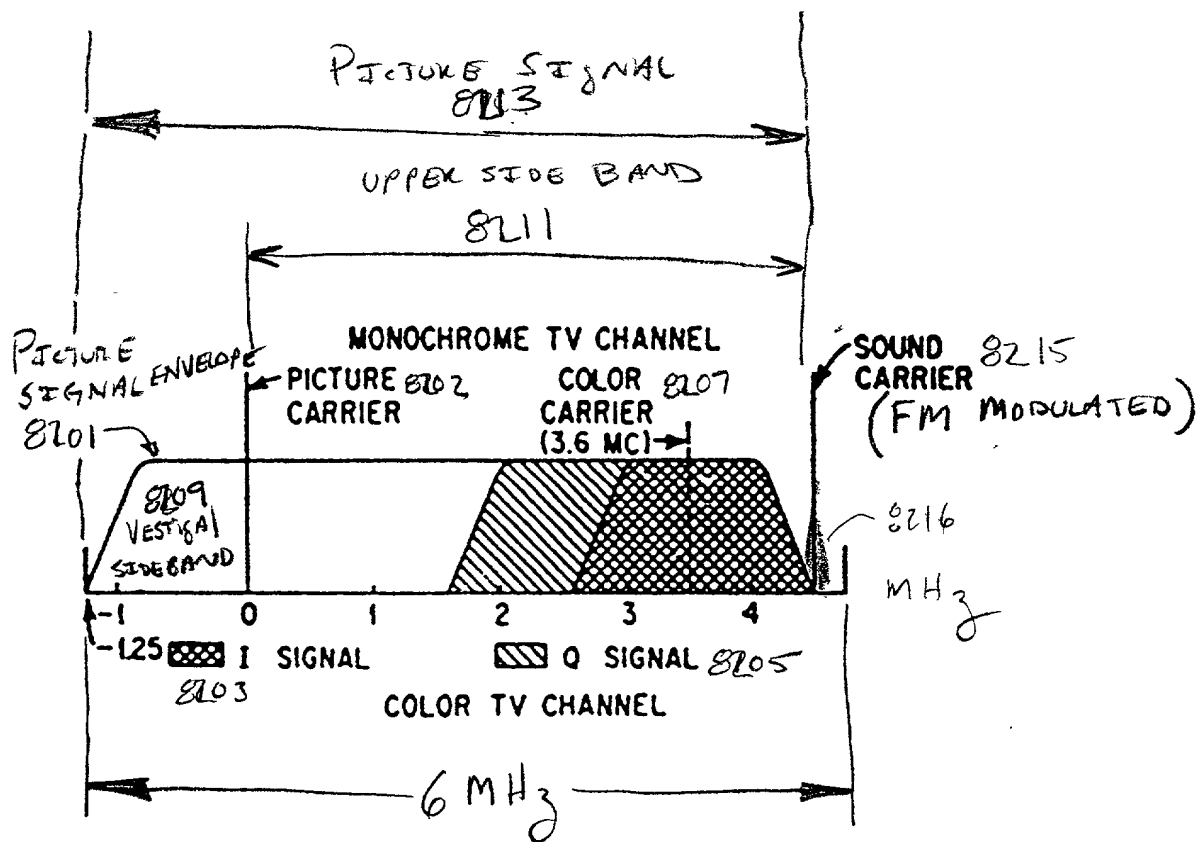 PICTURE SIGNAL
8213
UPPER SIDE BAND
8211
MONOCHROME TV CHANNEL
PICTURE
SIGNAL ENVELOPE
8201
PICTURE 8202
CARRIER
COLOR 8207
CARRIER
(3.6 MC)
SOUND 8215
CARRIER
(FM MODULATED)
8209
VESTIGAL
SIDEBAND
8216
MHz
-1 0 1 2 3 4
-1.25
I SIGNAL
8203
Q SIGNAL 8205
COLOR TV CHANNEL
6 MHz